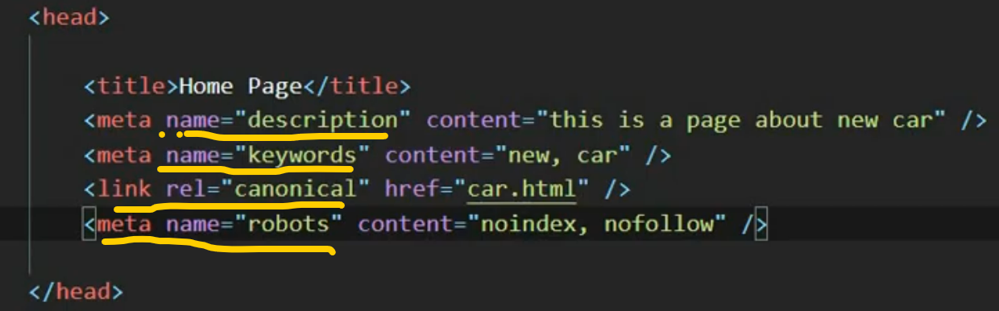 <head>
<title>Home Page</title>
<meta name="description" content="this is a page about new car" />
<meta name="keywords" content="new, car" />
<link rel="canonical" href="car.html" />
<meta name="robots" content="noindex, nofollow" />
</head>